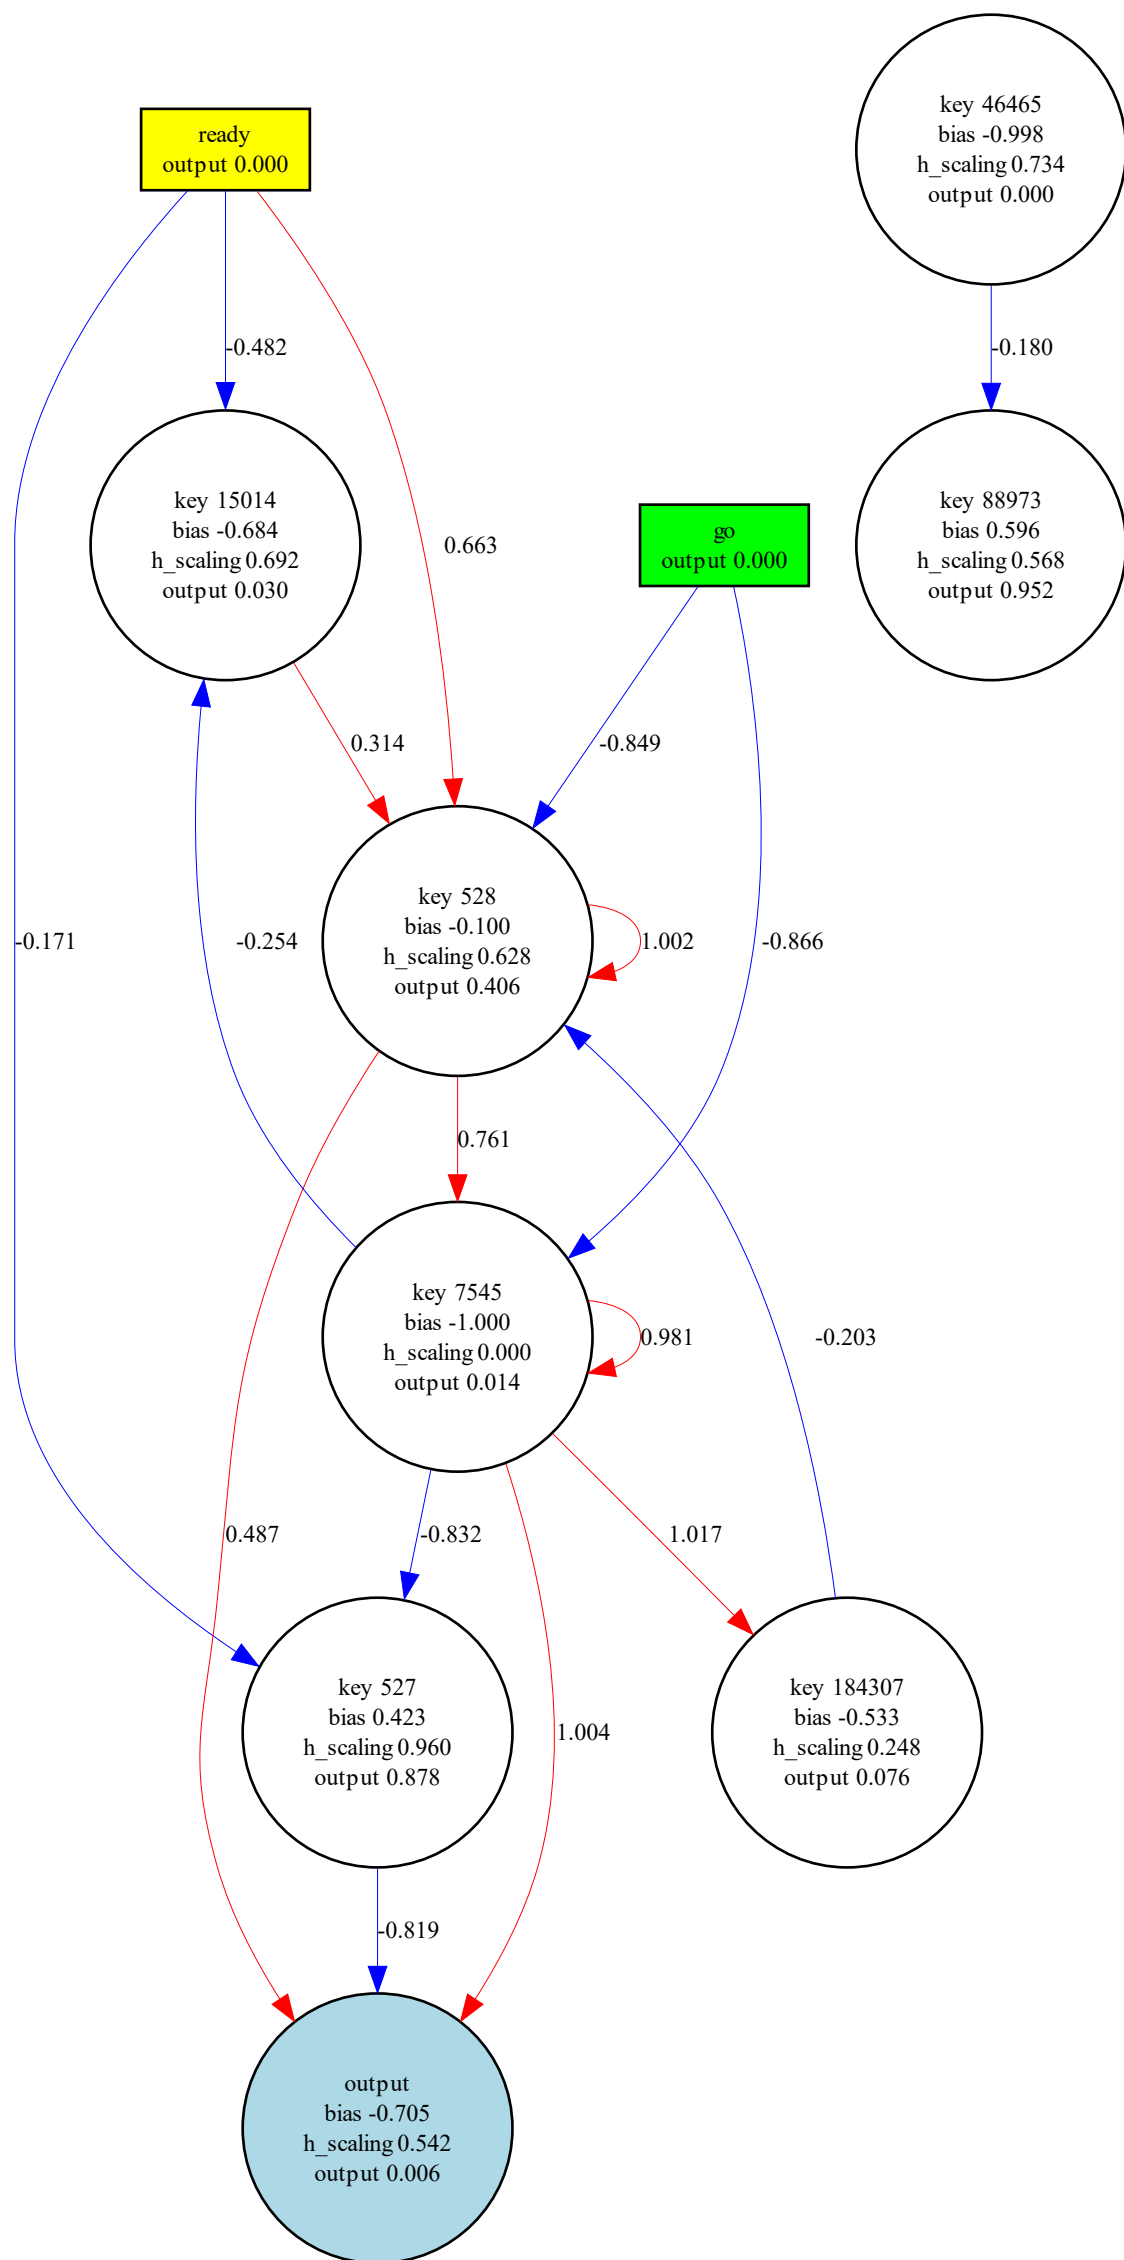 key 46465
bias -0.998
h_scaling 0.734
output 0.000
ready
output 0.000
-0.482
-0.180
key 15014
bias -0.684
h_scaling 0.692
output 0.030
0.663
go
output 0.000
key 88973
bias 0.596
h_scaling 0.568
output 0.952
0.314
-0.849
-0.171
-0.254
key 528
bias -0.100
h_scaling 0.628
output 0.406
1.002
-0.866
0.761
key 7545
bias -1.000
h_scaling 0.000
output 0.014
0.981
-0.203
0.487
-0.832
1.017
key 527
bias 0.423
h_scaling 0.960
output 0.878
1.004
key 184307
bias -0.533
h_scaling 0.248
output 0.076
-0.819
output
bias -0.705
h_scaling 0.542
output 0.006